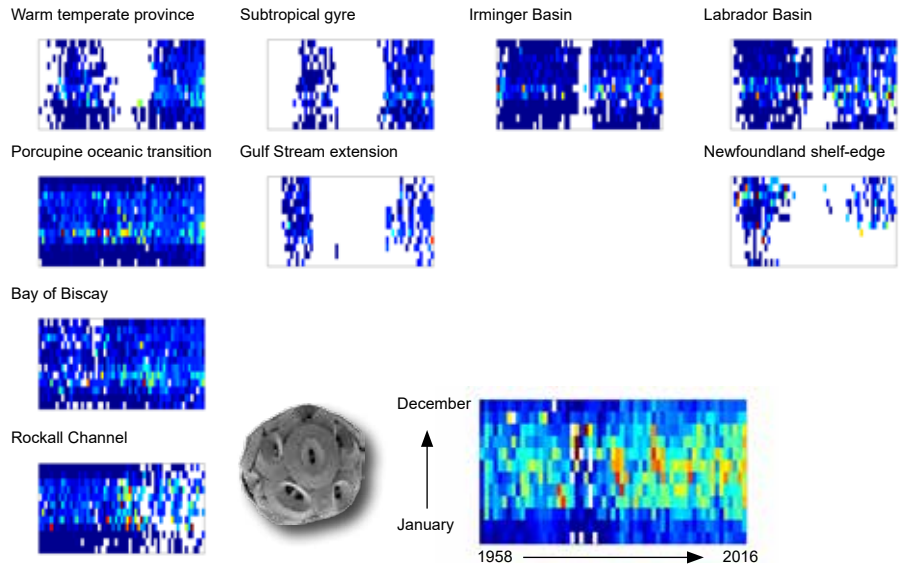 Warm temperate province
Subtropical gyre
Irminger Basin
Labrador Basin
Porcupine oceanic transition
Gulf Stream extension
Newfoundland shelf-edge
Bay of Biscay
Rockall Channel
December
January
1958
2016